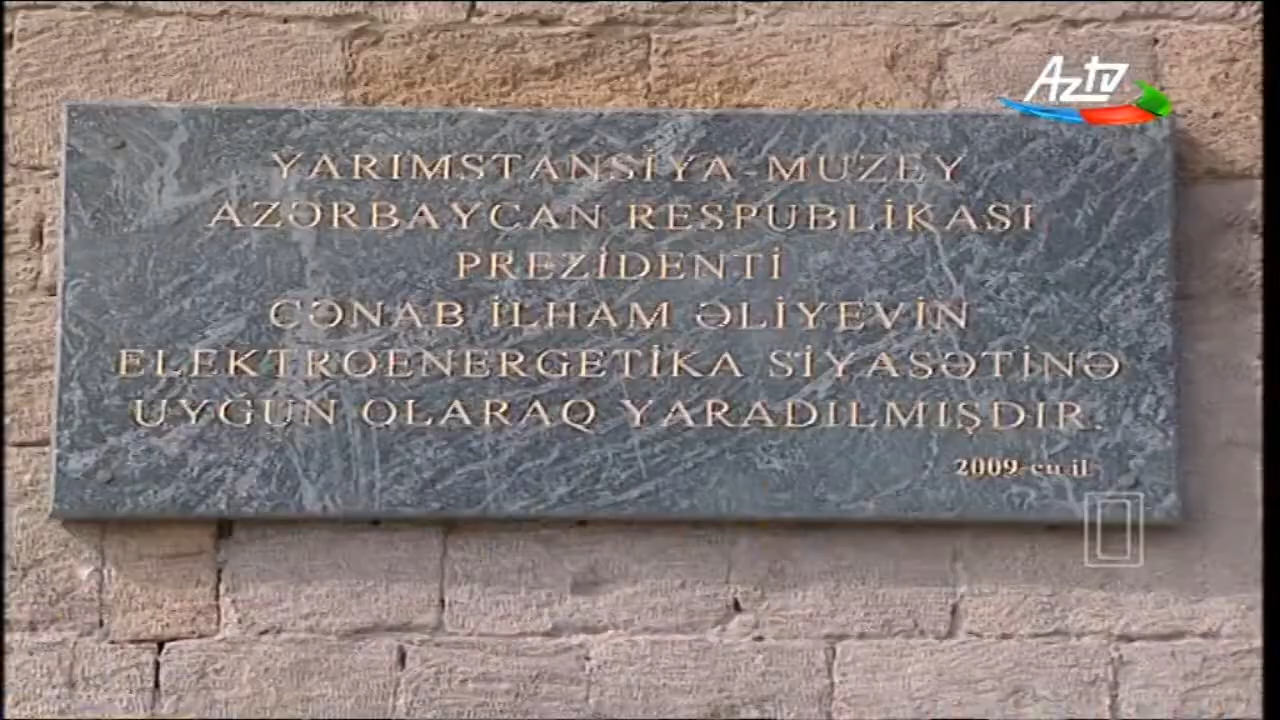 Aztv
YARIMSTANSİYA-MUZEY
AZƏRBAYCAN RESPUBLİKASI
PREZİDENTİ
CƏNAB İLHAM ƏLİYEVİN
ELEKTROENERGETİKA SİYASƏTİNƏ
UYGUN OLARAQ YARADILMIŞDIR.
2009-cu il